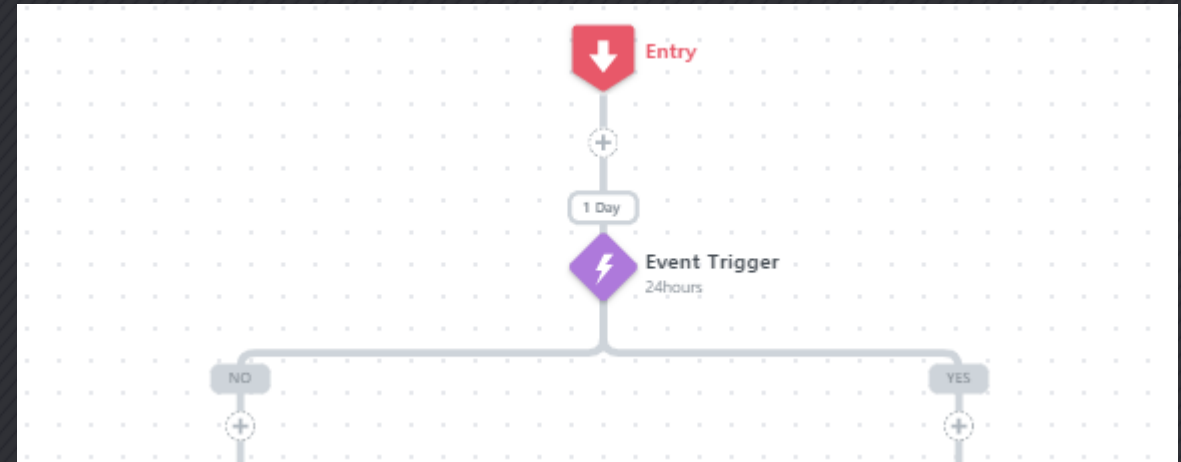 Entry
1 Day
Event Trigger
24hours
NO
YES